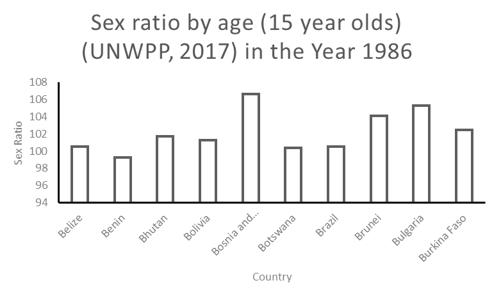 Sex ratio by age (15 year olds)
(UNWPP, 2017) in the Year 1986
108
106
104
102
100
98
96
94
Sex Ratio
Belize
Benin
Bhutan
Bolivia
Bosnia and...
Botswana
Brazil
Brunei
Bulgaria
Burkina Faso
Country